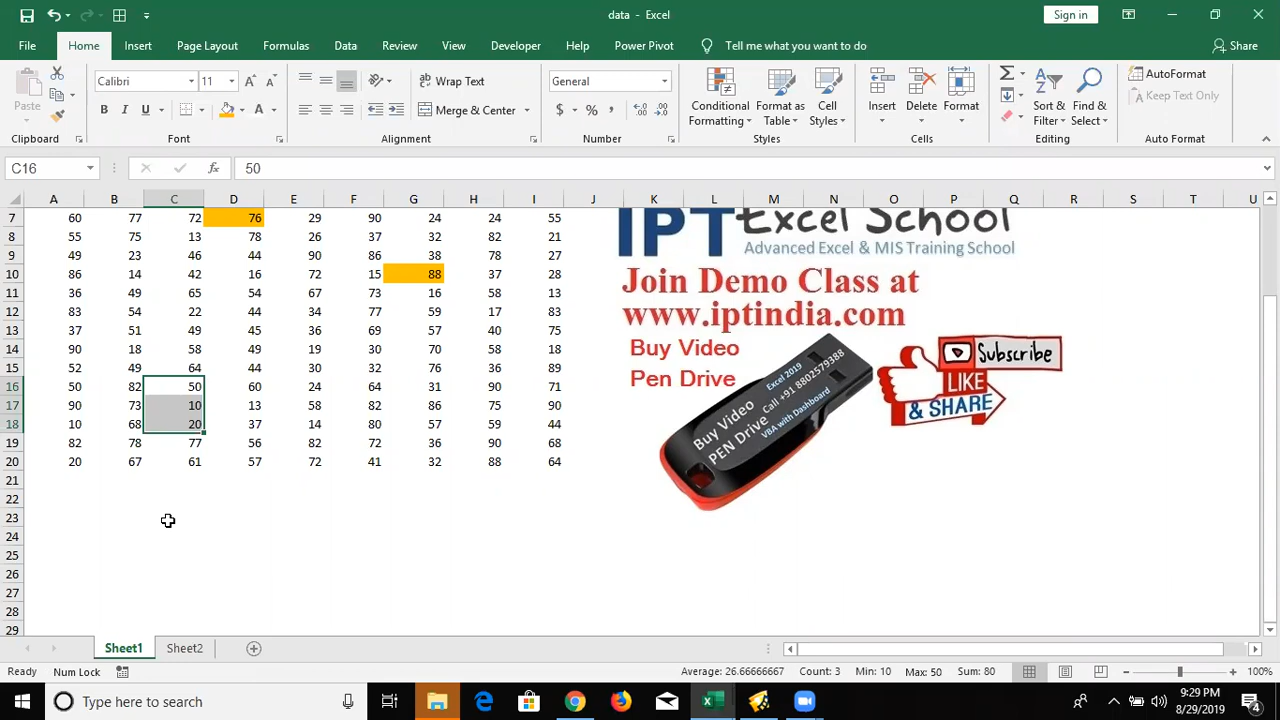 data - Excel
Sign in
File Home Insert Page Layout Formulas Data Review View Developer Help Power Pivot Tell me what you want to do Share
Paste
Calibri 11
B I U
Wrap Text
Merge & Center
General
$ % ,
Conditional Formatting
Format as Table
Cell Styles
Insert Delete Format
Sort & Filter
Find & Select
AutoFormat
Keep Text Only
Clipboard Font Alignment Number Styles Cells Editing Auto Format
C16 fx 50
A B C D E F G H I J K L M N O P Q R S T U
7 60 77 72 76 29 90 24 24 55
8 55 75 13 78 26 37 32 82 21
9 49 23 46 44 90 86 38 78 27
10 86 14 42 16 72 15 88 37 28
11 36 49 65 54 67 73 16 58 13
12 83 54 22 44 34 77 59 17 83
13 37 51 49 45 36 69 57 40 75
14 90 18 58 49 19 30 70 58 18
15 52 49 64 44 30 32 76 36 89
16 50 82 50 60 24 64 31 90 71
17 90 73 10 13 58 82 86 75 90
18 10 68 20 37 14 80 57 59 44
19 82 78 77 56 82 72 36 90 68
20 20 67 61 57 72 41 32 88 64
21
22
23
24
25
26
27
28
29
IPT Excel School
Advanced Excel & MIS Training School
Join Demo Class at
www.iptindia.com
Buy Video
Pen Drive
Excel 2019
Call +91 8802579388
VBA with Dashboard
Buy Video
PEN Drive
Subscribe
LIKE
& SHARE
Sheet1 Sheet2
Ready Num Lock Average: 26.66666667 Count: 3 Min: 10 Max: 50 Sum: 80 100%
Type here to search
9:29 PM
8/29/2019
4